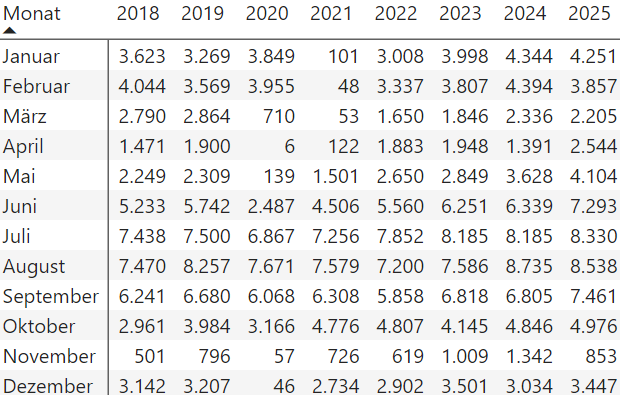 Monat 2018 2019 2020 2021 2022 2023 2024 2025
Januar 3.623 3.269 3.849 101 3.008 3.998 4.344 4.251
Februar 4.044 3.569 3.955 48 3.337 3.807 4.394 3.857
März 2.790 2.864 710 53 1.650 1.846 2.336 2.205
April 1.471 1.900 6 122 1.883 1.948 1.391 2.544
Mai 2.249 2.309 139 1.501 2.650 2.849 3.628 4.104
Juni 5.233 5.742 2.487 4.506 5.560 6.251 6.339 7.293
Juli 7.438 7.500 6.867 7.256 7.852 8.185 8.185 8.330
August 7.470 8.257 7.671 7.579 7.200 7.586 8.735 8.538
September 6.241 6.680 6.068 6.308 5.858 6.818 6.805 7.461
Oktober 2.961 3.984 3.166 4.776 4.807 4.145 4.846 4.976
November 501 796 57 726 619 1.009 1.342 853
Dezember 3.142 3.207 46 2.734 2.902 3.501 3.034 3.447